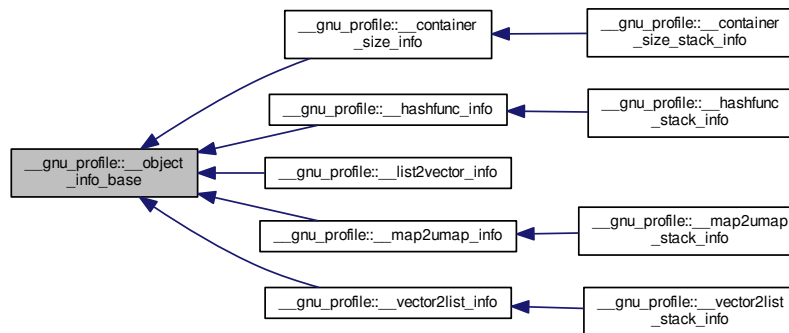 __gnu_profile::__container
_size_info
__gnu_profile::__container
_size_stack_info
__gnu_profile::__hashfunc_info
__gnu_profile::__hashfunc
_stack_info
__gnu_profile::__object
_info_base
__gnu_profile::__list2vector_info
__gnu_profile::__map2umap_info
__gnu_profile::__map2umap
_stack_info
__gnu_profile::__vector2list_info
__gnu_profile::__vector2list
_stack_info